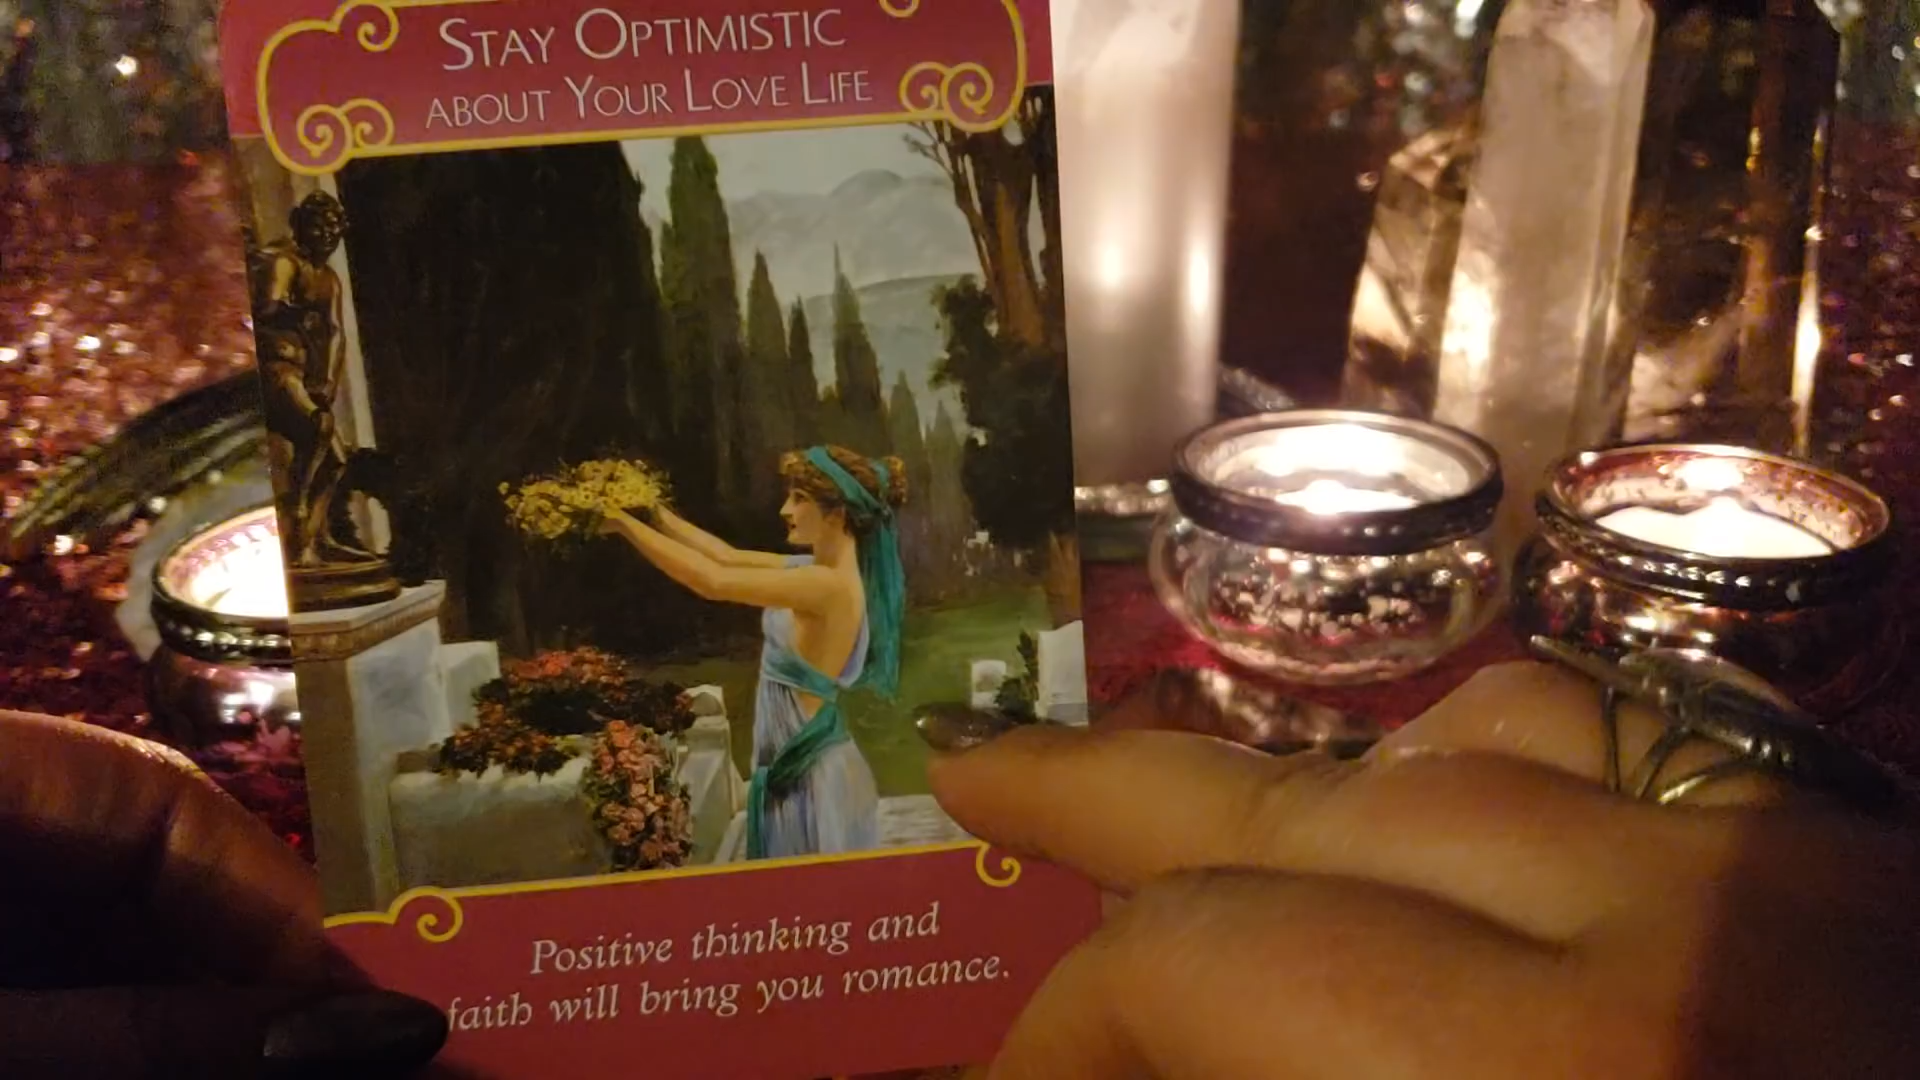 STAY OPTIMISTIC
ABOUT YOUR LOVE LIFE
Positive thinking and
faith will bring you romance.